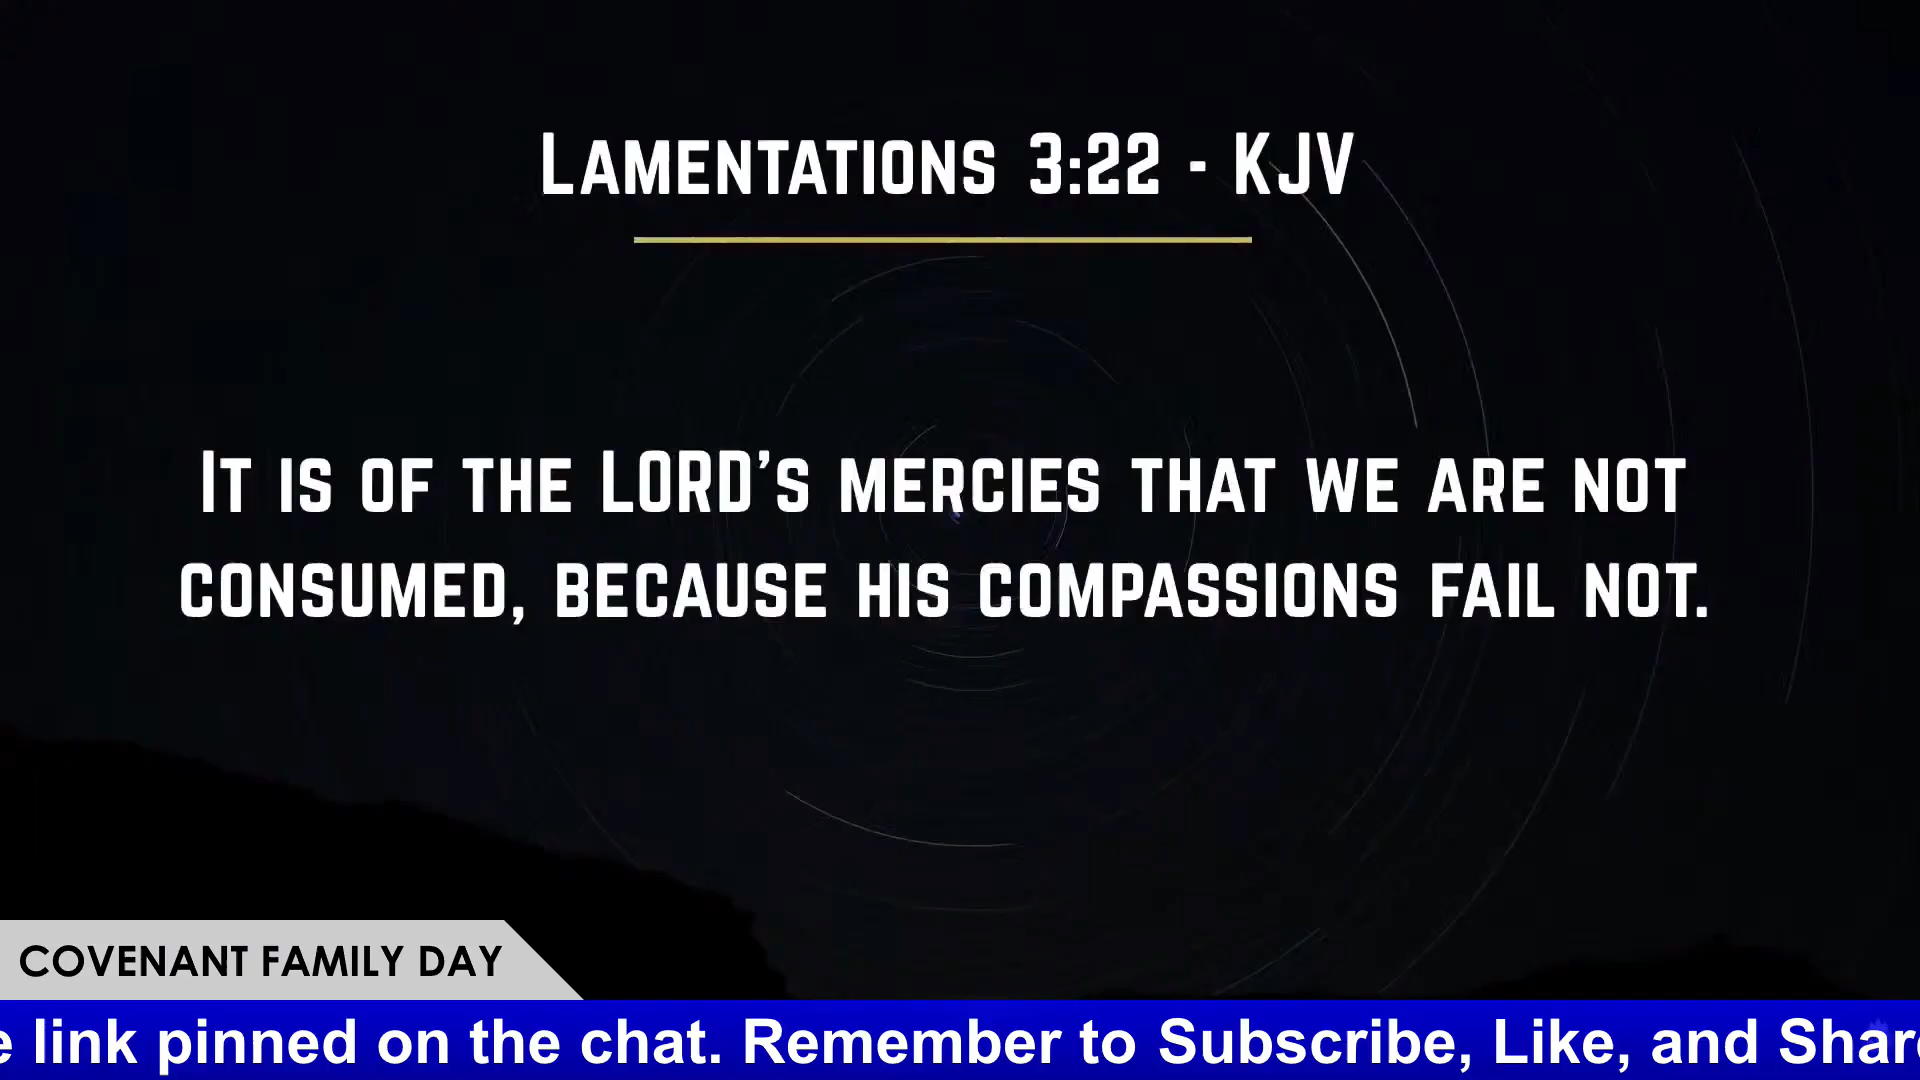 Lamentations 3:22 - KJV
It is of the LORD's mercies that we are not
consumed, because his compassions fail not.
COVENANT FAMILY DAY
link pinned on the chat. Remember to Subscribe, Like, and Share